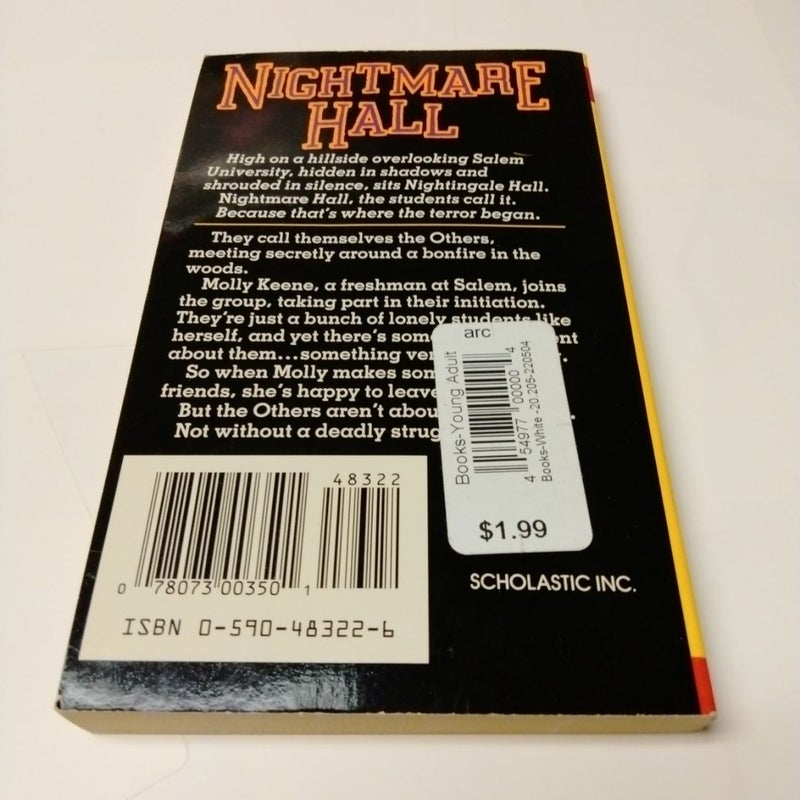 NIGHTMARE
HALL
High on a hillside overlooking Salem
University, hidden in shadows and
shrouded in silence, sits Nightingale Hall.
Nightmare Hall, the students call it.
Because that's where the terror began.
They call themselves the Others,
meeting secretly around a bonfire in the
woods.
Molly Keene, a freshman at Salem, joins
the group, taking part in their initiation.
They're just a bunch of lonely students like
herself, and yet there's som ent
about them...something ver
So when Molly makes som
friends, she's happy to leave
But the Others aren't abou
Not without a deadly strug
arc
Books-Young Adult
4 54977 00000 4
Books-White -20.205-220504
$1.99
48322
0 78073 00350 1
ISBN 0-590-48322-6
SCHOLASTIC INC.